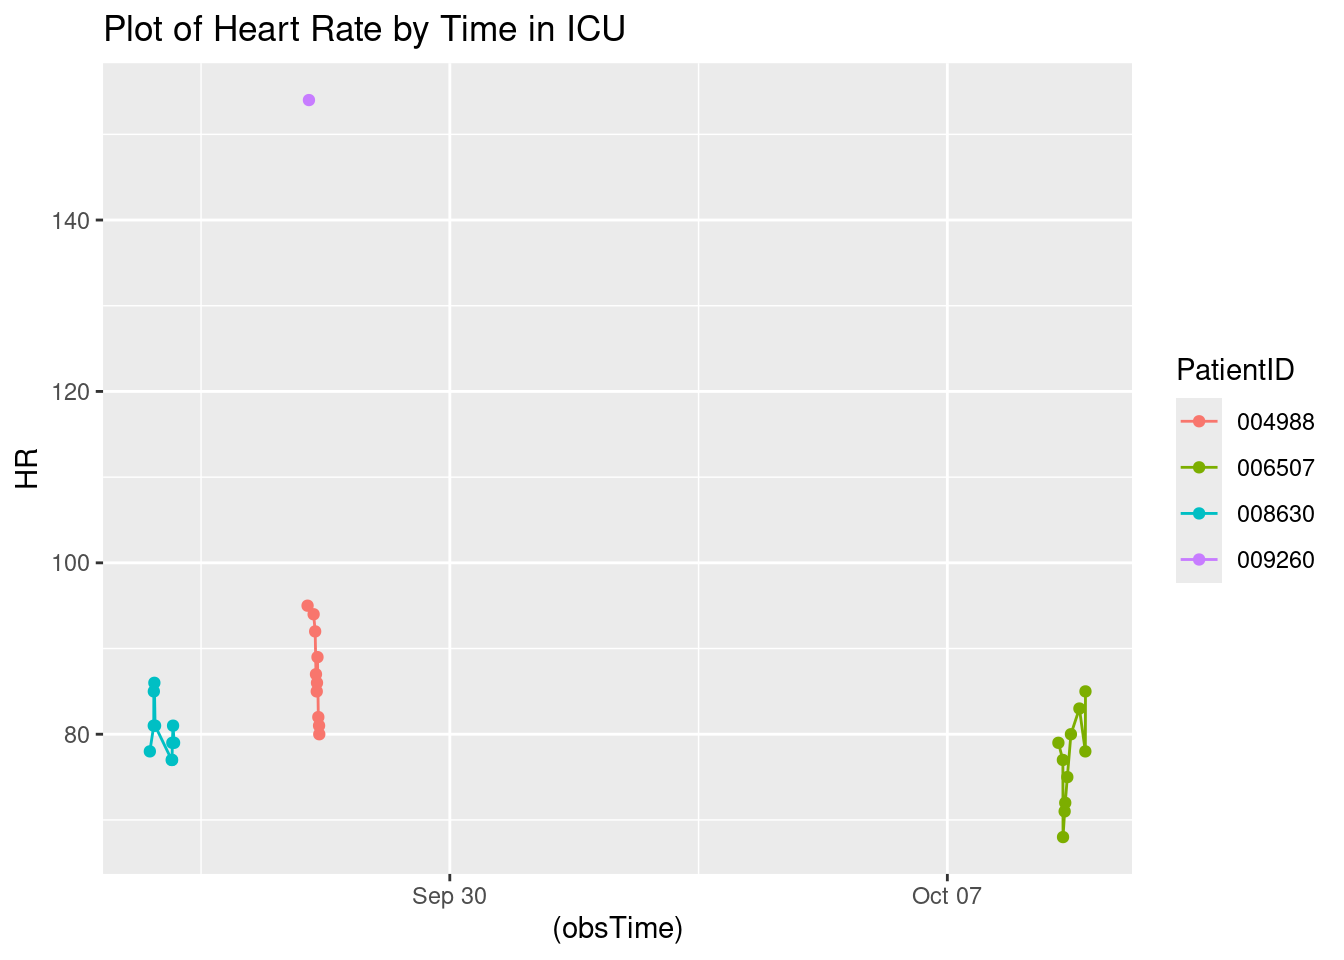 Plot of Heart Rate by Time in ICU
140
120
100
80
HR
Sep 30
Oct 07
(obsTime)
PatientID
004988
006507
008630
009260